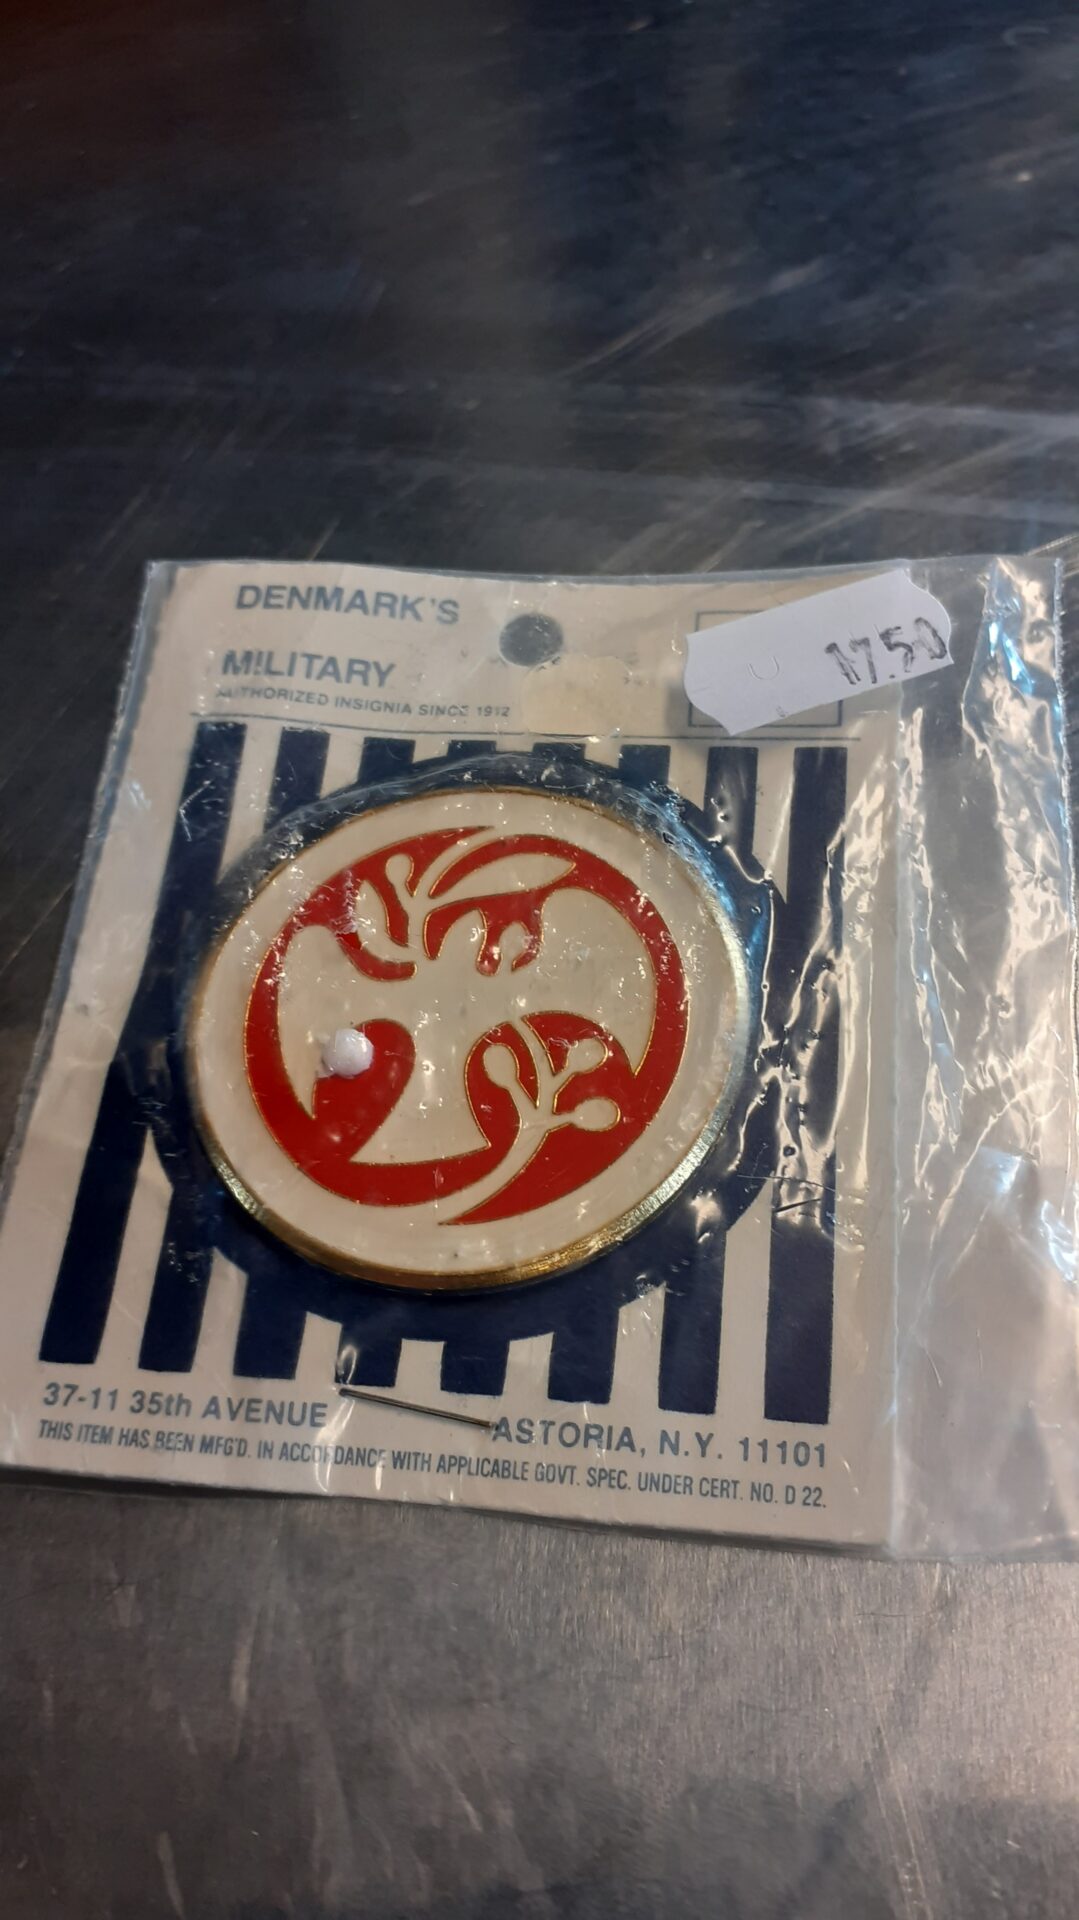 DENMARK'S
MILITARY
AUTHORIZED INSIGNIA SINCE 1912
17.50
37-11 35th AVENUE ASTORIA, N.Y. 11101
THIS ITEM HAS BEEN MFG'D. IN ACCORDANCE WITH APPLICABLE GOVT. SPEC. UNDER CERT. NO. D 22.